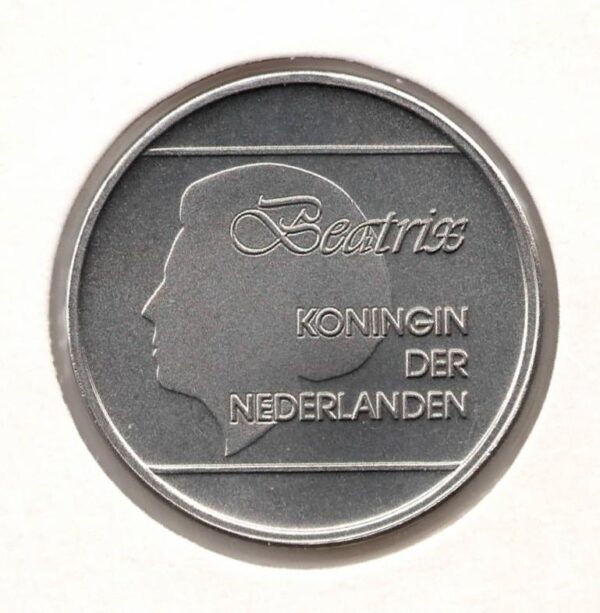 Beatrix
KONINGIN
DER
NEDERLANDEN